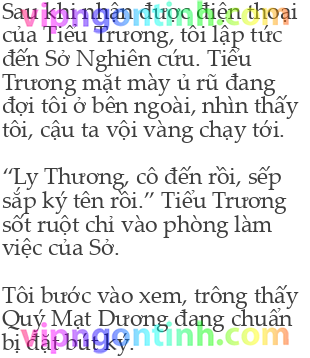 Sau khi nhận được điện thoại
vipngontinh.com
của Tiểu Trương, tôi lập tức
đến Sở Nghiên cứu. Tiểu
Trương mặt mày ủ rũ đang
đợi tôi ở bên ngoài, nhìn thấy
tôi, cậu ta vội vàng chạy tới.
“Ly Thương, cô đến rồi, sếp
sắp ký tên rồi.” Tiểu Trương
sốt ruột chỉ vào phòng làm
việc của Sở.
Tôi bước vào xem, trông thấy
Quý Mạt Dương đang chuẩn
vipngontinh.com
bị đặt bút ký.